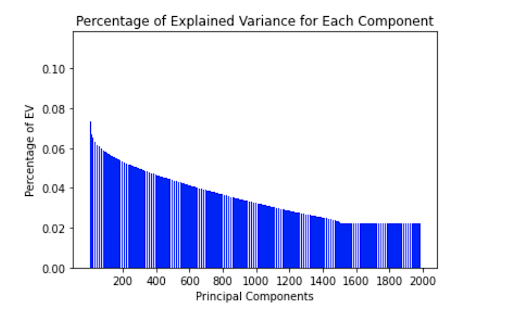 Percentage of Explained Variance for Each Component
Percentage of EV
0.10
0.08
0.06
0.04
0.02
0.00
200 400 600 800 1000 1200 1400 1600 1800 2000
Principal Components